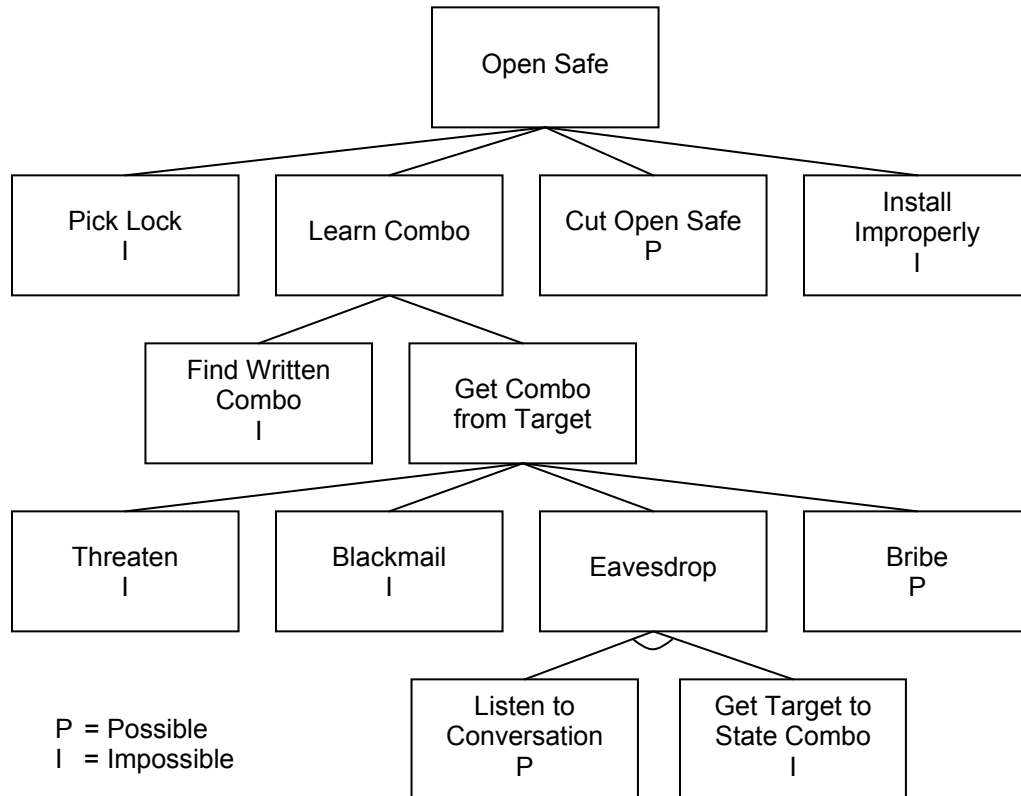 Open Safe
Pick Lock
I
Learn Combo
Cut Open Safe
P
Install
Improperly
I
Find Written
Combo
I
Get Combo
from Target
Threaten
I
Blackmail
I
Eavesdrop
Bribe
P
Listen to
Conversation
P
Get Target to
State Combo
I
P = Possible
I = Impossible